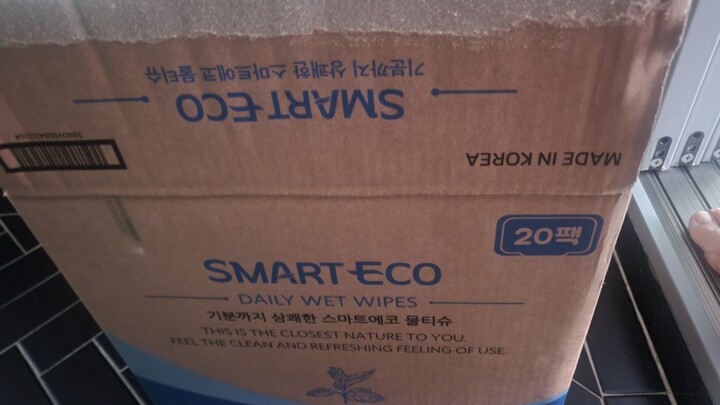 기분까지 상쾌한 스마트에코 물티슈
SMART ECO
MADE IN KOREA
20팩
SMART ECO
DAILY WET WIPES
기분까지 상쾌한 스마트에코 물티슈
THIS IS THE CLOSEST NATURE TO YOU.
FEEL THE CLEAN AND REFRESHING FEELING OF USE.